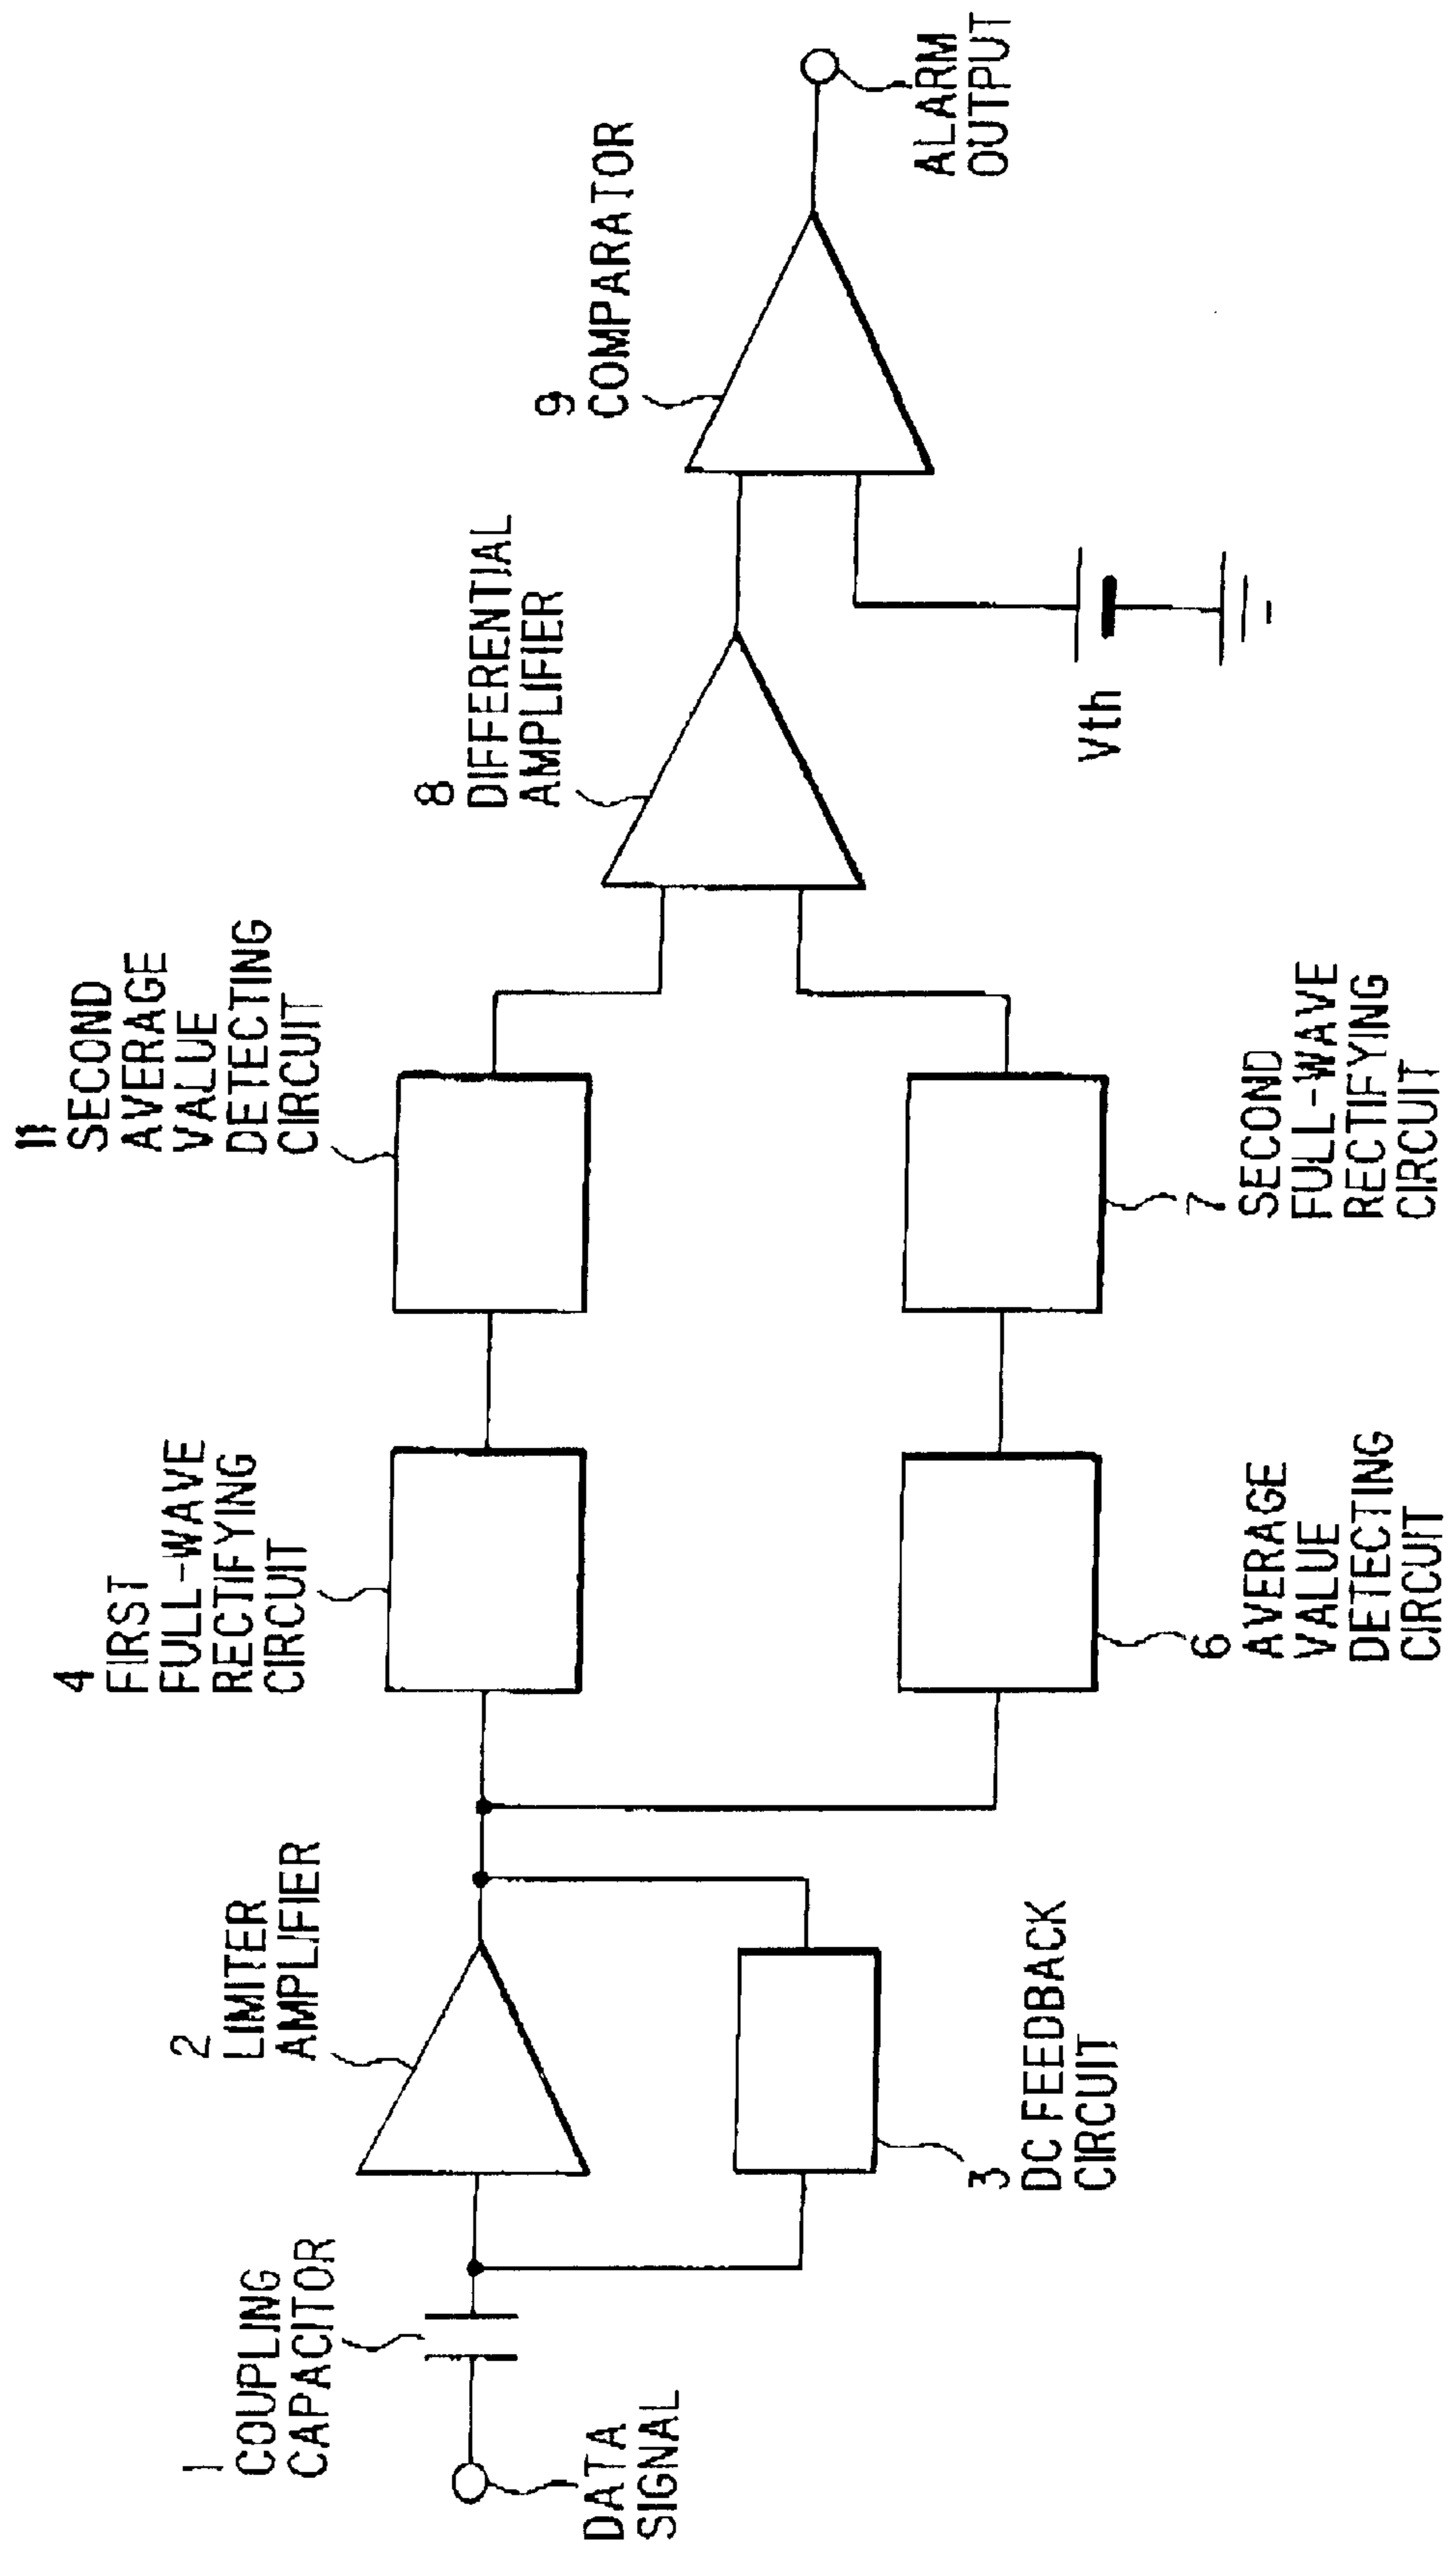 1
COUPLING
CAPACITOR
DATA
SIGNAL
2
LIMITER
AMPLIFIER
3
DC FEEDBACK
CIRCUIT
4
FIRST
FULL-WAVE
RECTIFYING
CIRCUIT
6
AVERAGE
VALUE
DETECTING
CIRCUIT
11
SECOND
AVERAGE
VALUE
DETECTING
CIRCUIT
7
SECOND
FULL-WAVE
RECTIFYING
CIRCUIT
8
DIFFERENTIAL
AMPLIFIER
Vth
9
COMPARATOR
ALARM
OUTPUT